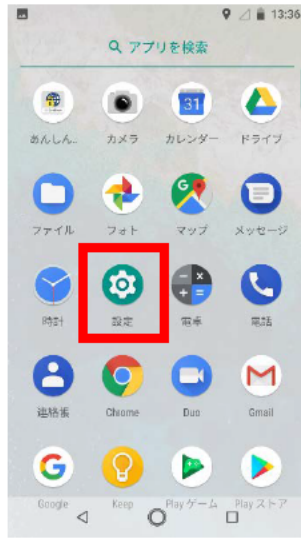 13:36
アプリを検索
31
あんしん..
カメラ
カレンダー
ドライブ
G
ファイル
フォト
マップ
メッセージ
時計
設定
電卓
電話
連絡帳
Chrome
Duo
Gmail
G
Google
Keep
Play ゲーム
Play ストア